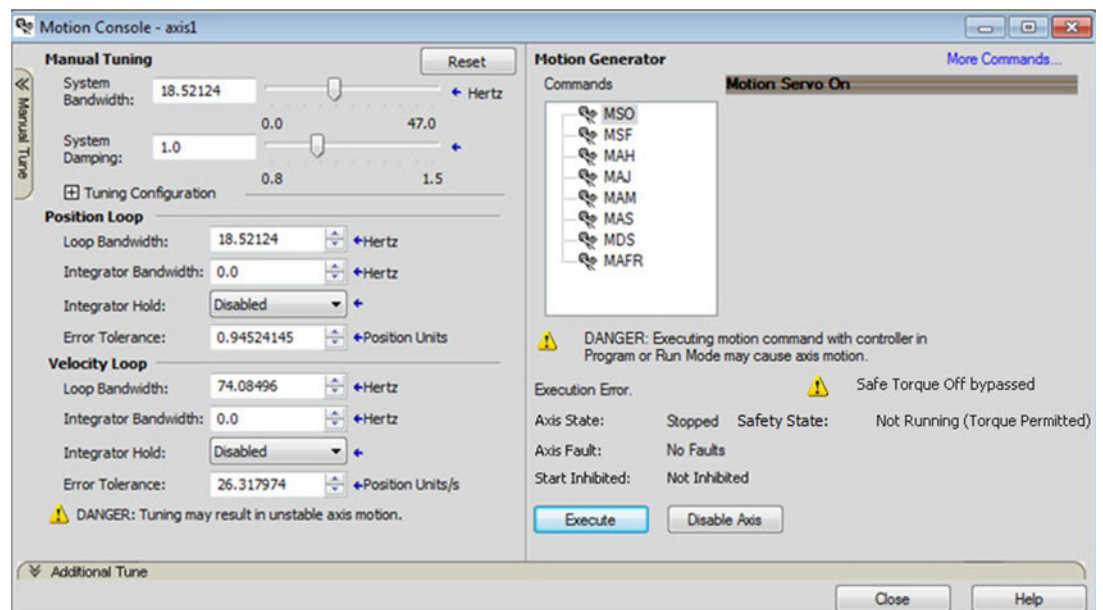 Motion Console - axis1
Manual Tune
Manual Tuning
Reset
System Bandwidth:
18.52124
Hertz
0.0 47.0
System Damping:
1.0
0.8 1.5
Tuning Configuration
Position Loop
Loop Bandwidth: 18.52124 Hertz
Integrator Bandwidth: 0.0 Hertz
Integrator Hold: Disabled
Error Tolerance: 0.94524145 Position Units
Velocity Loop
Loop Bandwidth: 74.08496 Hertz
Integrator Bandwidth: 0.0 Hertz
Integrator Hold: Disabled
Error Tolerance: 26.317974 Position Units/s
DANGER: Tuning may result in unstable axis motion.
Motion Generator
More Commands...
Commands
Motion Servo On
MSO
MSF
MAH
MAJ
MAM
MAS
MDS
MAFR
DANGER: Executing motion command with controller in
Program or Run Mode may cause axis motion.
Execution Error.
Safe Torque Off bypassed
Axis State: Stopped Safety State: Not Running (Torque Permitted)
Axis Fault: No Faults
Start Inhibited: Not Inhibited
Execute
Disable Axis
Additional Tune
Close
Help